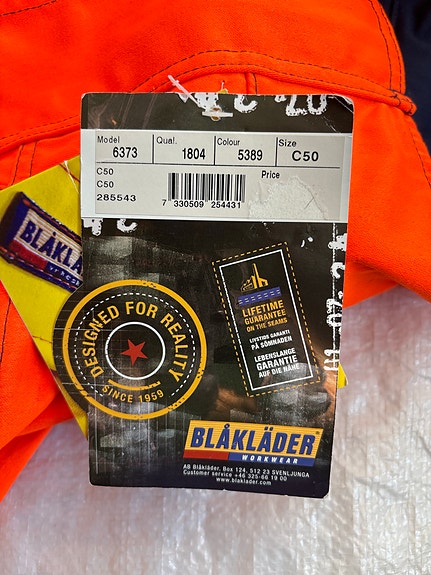 Model Qual. Colour Size
6373 1804 5389 C50
C50 Price
C50
285543
7 330509 254431
BLÅKLÄDER
LIFETIME
GUARANTEE
ON THE SEAMS
LIVSTIDS GARANTI
PÅ SÖMNADEN
LEBENSLANGE
GARANTIE
AUF DIE NÄHTE
DESIGNED FOR REALITY
SINCE 1959
BLÅKLÄDER
WORKWEAR
AB Blåkläder, Box 124, 512 23 SVENLJUNGA
Customer service +46 325-66 19 00
www.blaklader.com